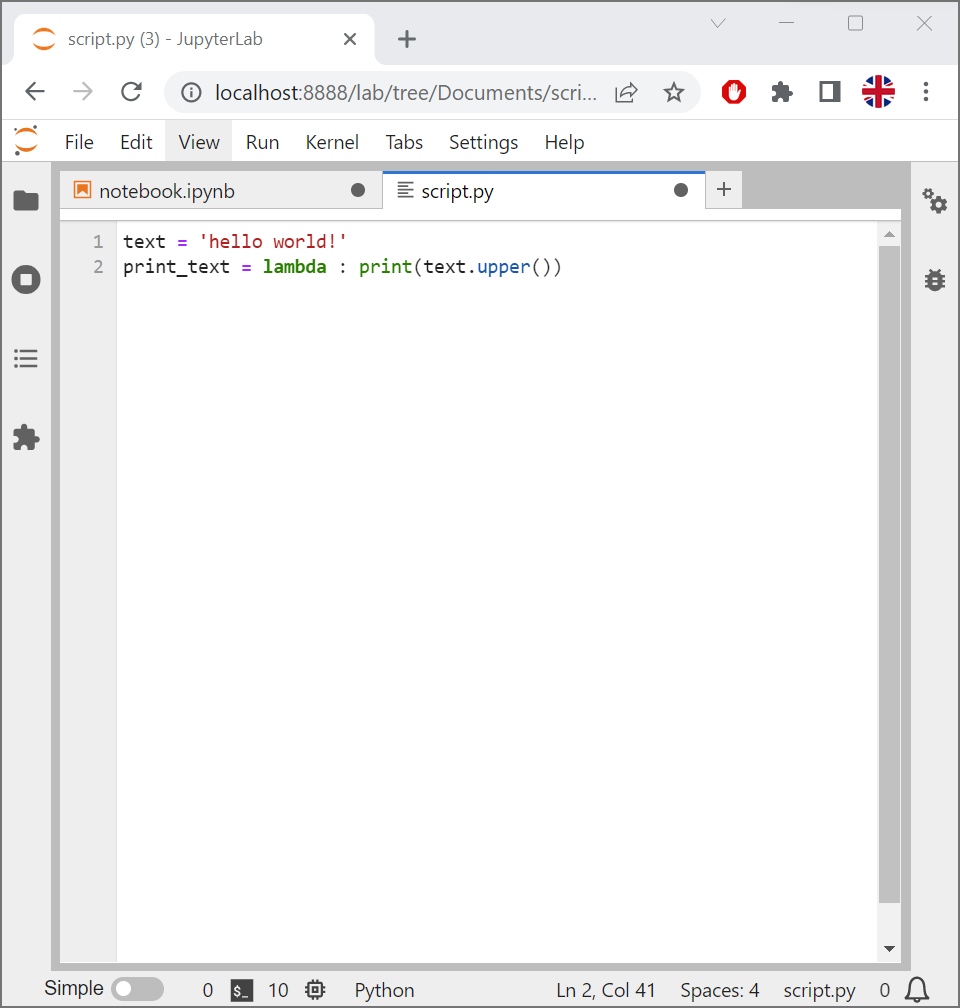 script.py (3) - JupyterLab
localhost:8888/lab/tree/Documents/scri...
File Edit View Run Kernel Tabs Settings Help
notebook.ipynb script.py
1 text = 'hello world!'
2 print_text = lambda : print(text.upper())
Simple 0 $_ 10 Python Ln 2, Col 41 Spaces: 4 script.py 0